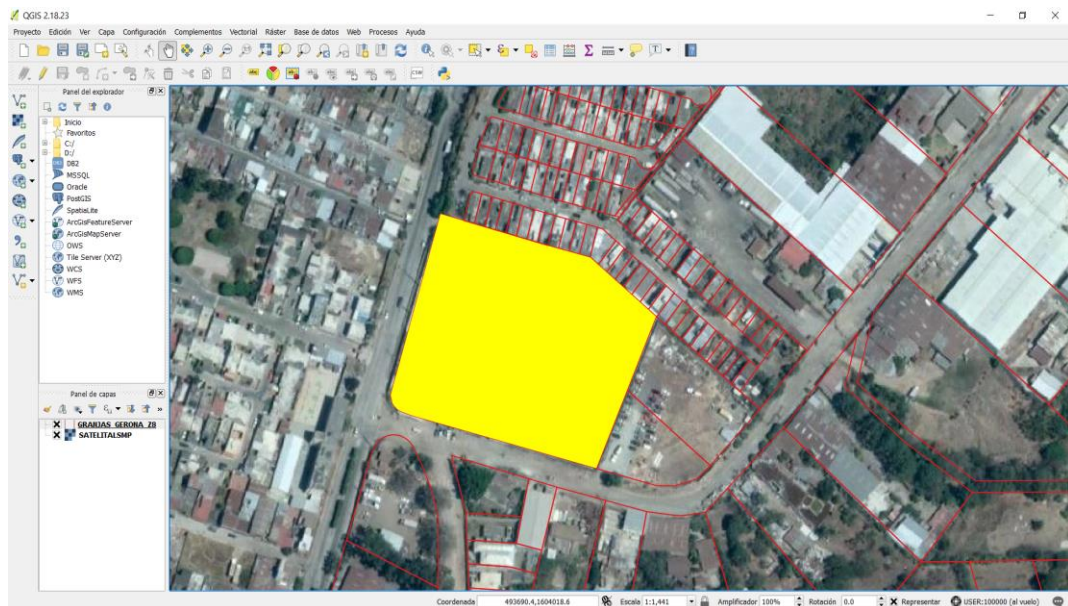 QGIS 2.18.23
Proyecto Edición Ver Capa Configuración Complementos Vectorial Ráster Base de datos Web Procesos Ayuda
Panel del explorador
Inicio
Favoritos
C:/
D:/
DB2
MSSQL
Oracle
PostGIS
SpatiaLite
ArcGisFeatureServer
ArcGisMapServer
OWS
Tile Server (XYZ)
WCS
WFS
WMS
Panel de capas
GRANJAS_GERONA_Z8
SATELITALSMP
Coordenada 493690.4,1604018.6 Escala 1:1,441 Amplificador 100% Rotación 0.0 Representar USER:100000 (al vuelo)